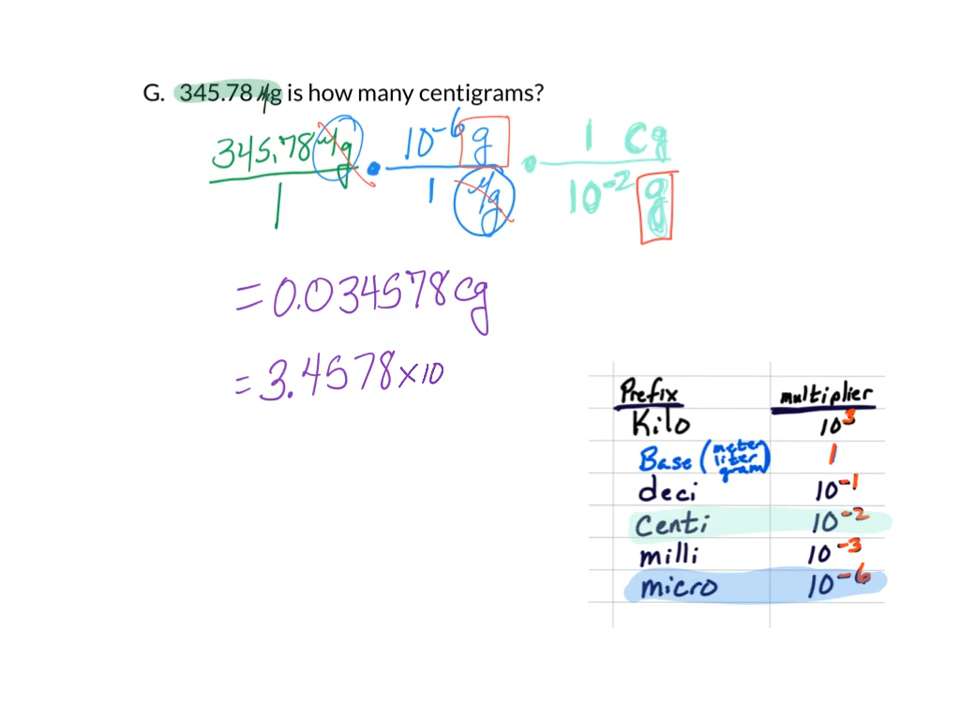 G. 345.78 μg is how many centigrams?
345.78 μg • 10⁻⁶ g • 1 cg
1 1 μg 10⁻² g
= 0.034578 cg
= 3.4578 × 10
Prefix multiplier
Kilo 10³
Base (meter liter gram) 1
deci 10⁻¹
Centi 10⁻²
milli 10⁻³
micro 10⁻⁶